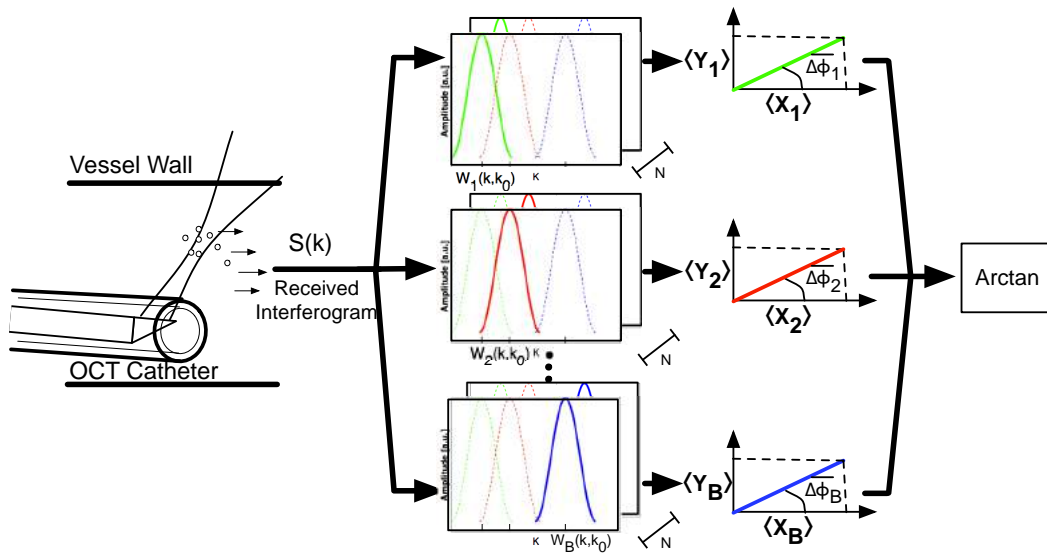 Vessel Wall
OCT Catheter
S(k)
Received
Interferogram
Amplitude [a.u.]
W1(k,k0)
K
N
⟨Y1⟩
Δϕ1
⟨X1⟩
Amplitude [a.u.]
W2(k,k0)
K
N
⟨Y2⟩
Δϕ2
⟨X2⟩
Amplitude [a.u.]
K
WB(k,k0)
N
⟨YB⟩
ΔϕB
⟨XB⟩
Arctan